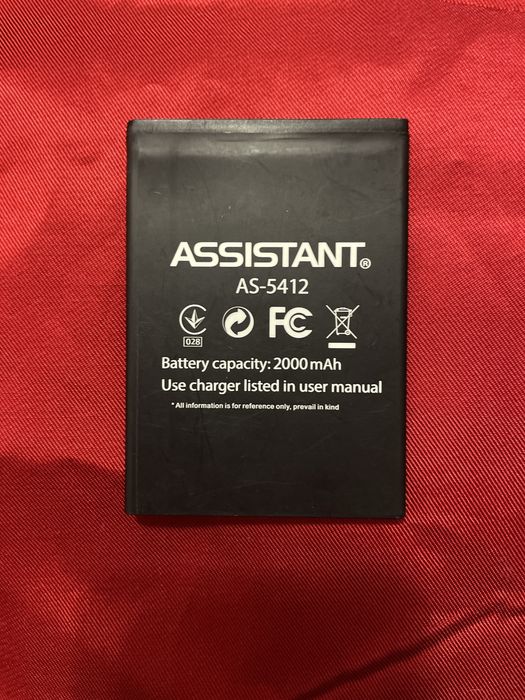 ASSISTANT®
AS-5412
FC
028
Battery capacity: 2000 mAh
Use charger listed in user manual
* All information is for reference only, prevail in kind